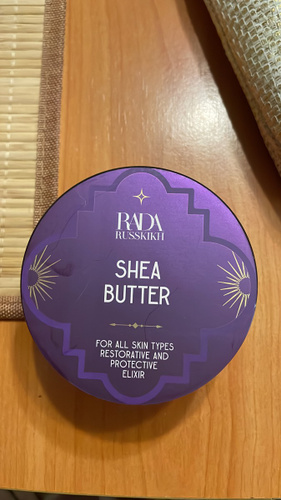 RADA
RUSSKIKH
SHEA
BUTTER
FOR ALL SKIN TYPES
RESTORATIVE AND
PROTECTIVE
ELIXIR